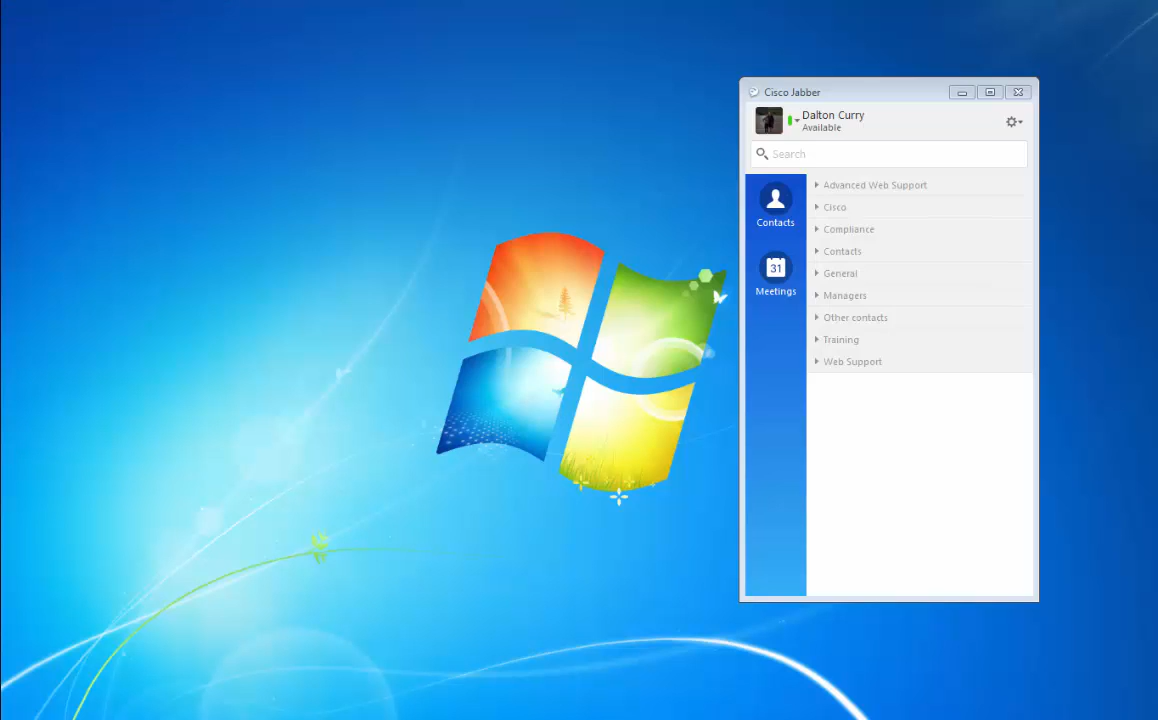 Cisco Jabber
Dalton Curry
Available
Search
Contacts
31
Meetings
Advanced Web Support
Cisco
Compliance
Contacts
General
Managers
Other contacts
Training
Web Support